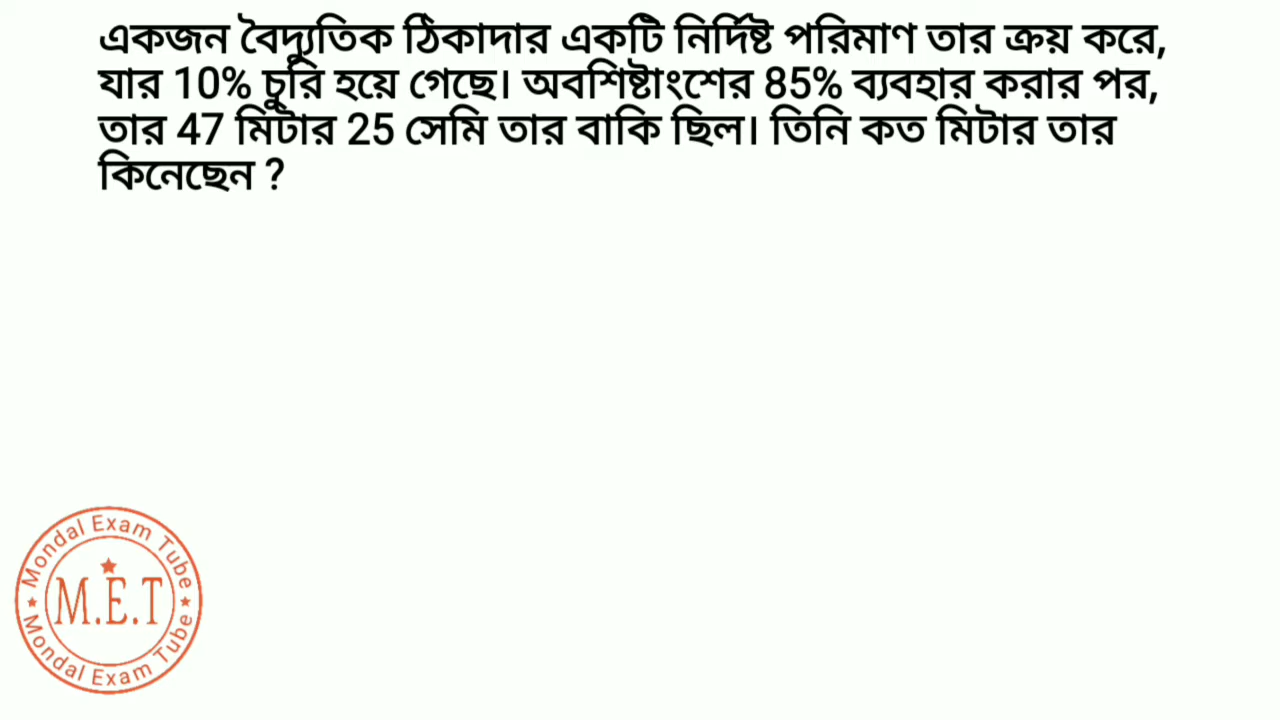 একজন বৈদ্যুতিক ঠিকাদার একটি নির্দিষ্ট পরিমাণ তার ক্রয় করে,
যার 10% চুরি হয়ে গেছে। অবশিষ্টাংশের 85% ব্যবহার করার পর,
তার 47 মিটার 25 সেমি তার বাকি ছিল। তিনি কত মিটার তার
কিনেছেন ?
Mondal Exam Tube
M.E.T
Mondal Exam Tube